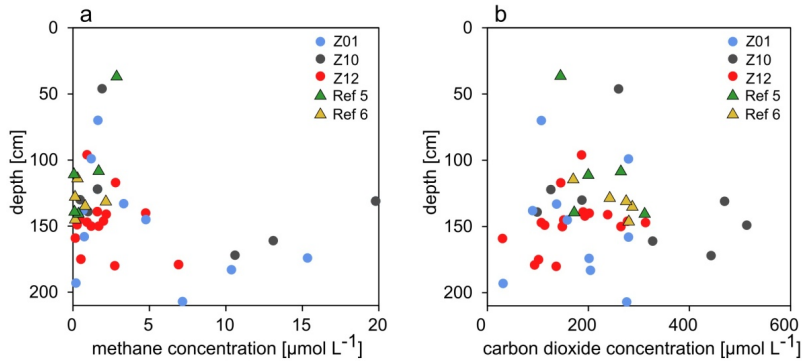 a
0
50
100
150
200
depth [cm]
0
5
10
15
20
methane concentration [µmol L-1]
Z01
Z10
Z12
Ref 5
Ref 6
b
0
50
100
150
200
depth [cm]
0
200
400
600
carbon dioxide concentration [µmol L-1]
Z01
Z10
Z12
Ref 5
Ref 6